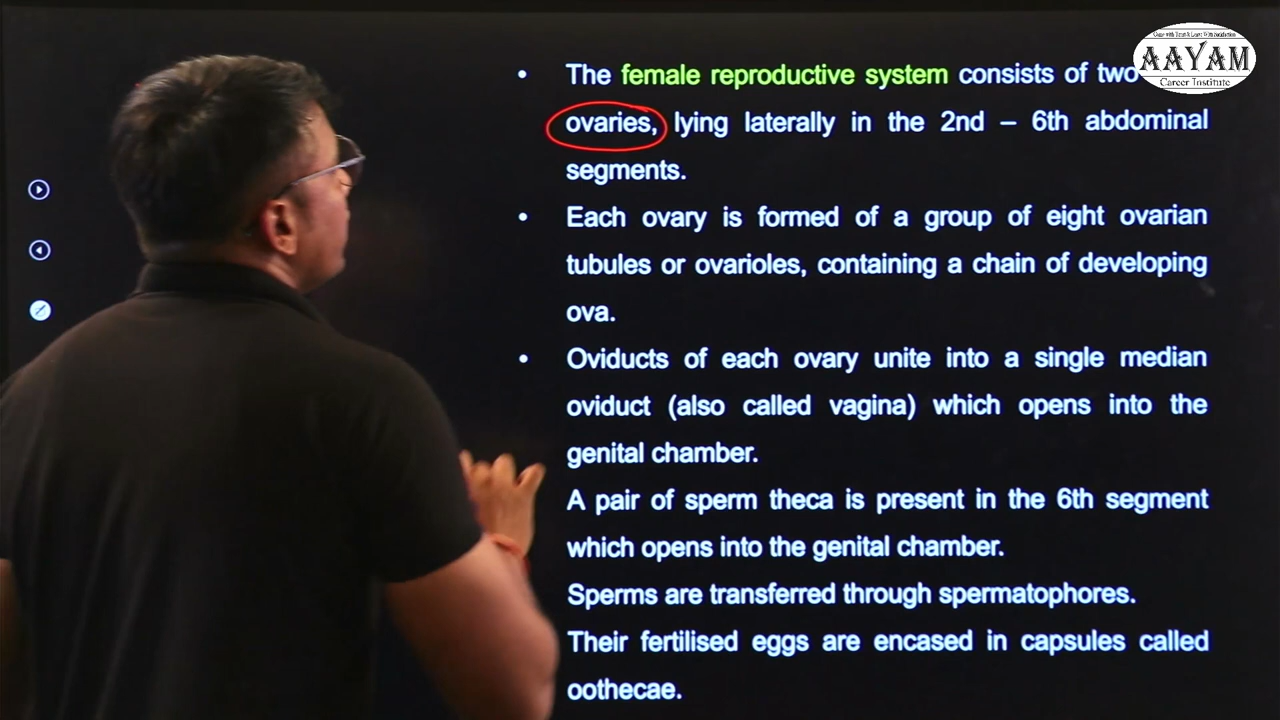 AAYAM
Career Institute
• The female reproductive system consists of two
ovaries, lying laterally in the 2nd – 6th abdominal
segments.
• Each ovary is formed of a group of eight ovarian
tubules or ovarioles, containing a chain of developing
ova.
• Oviducts of each ovary unite into a single median
oviduct (also called vagina) which opens into the
genital chamber.
A pair of sperm theca is present in the 6th segment
which opens into the genital chamber.
Sperms are transferred through spermatophores.
Their fertilised eggs are encased in capsules called
oothecae.